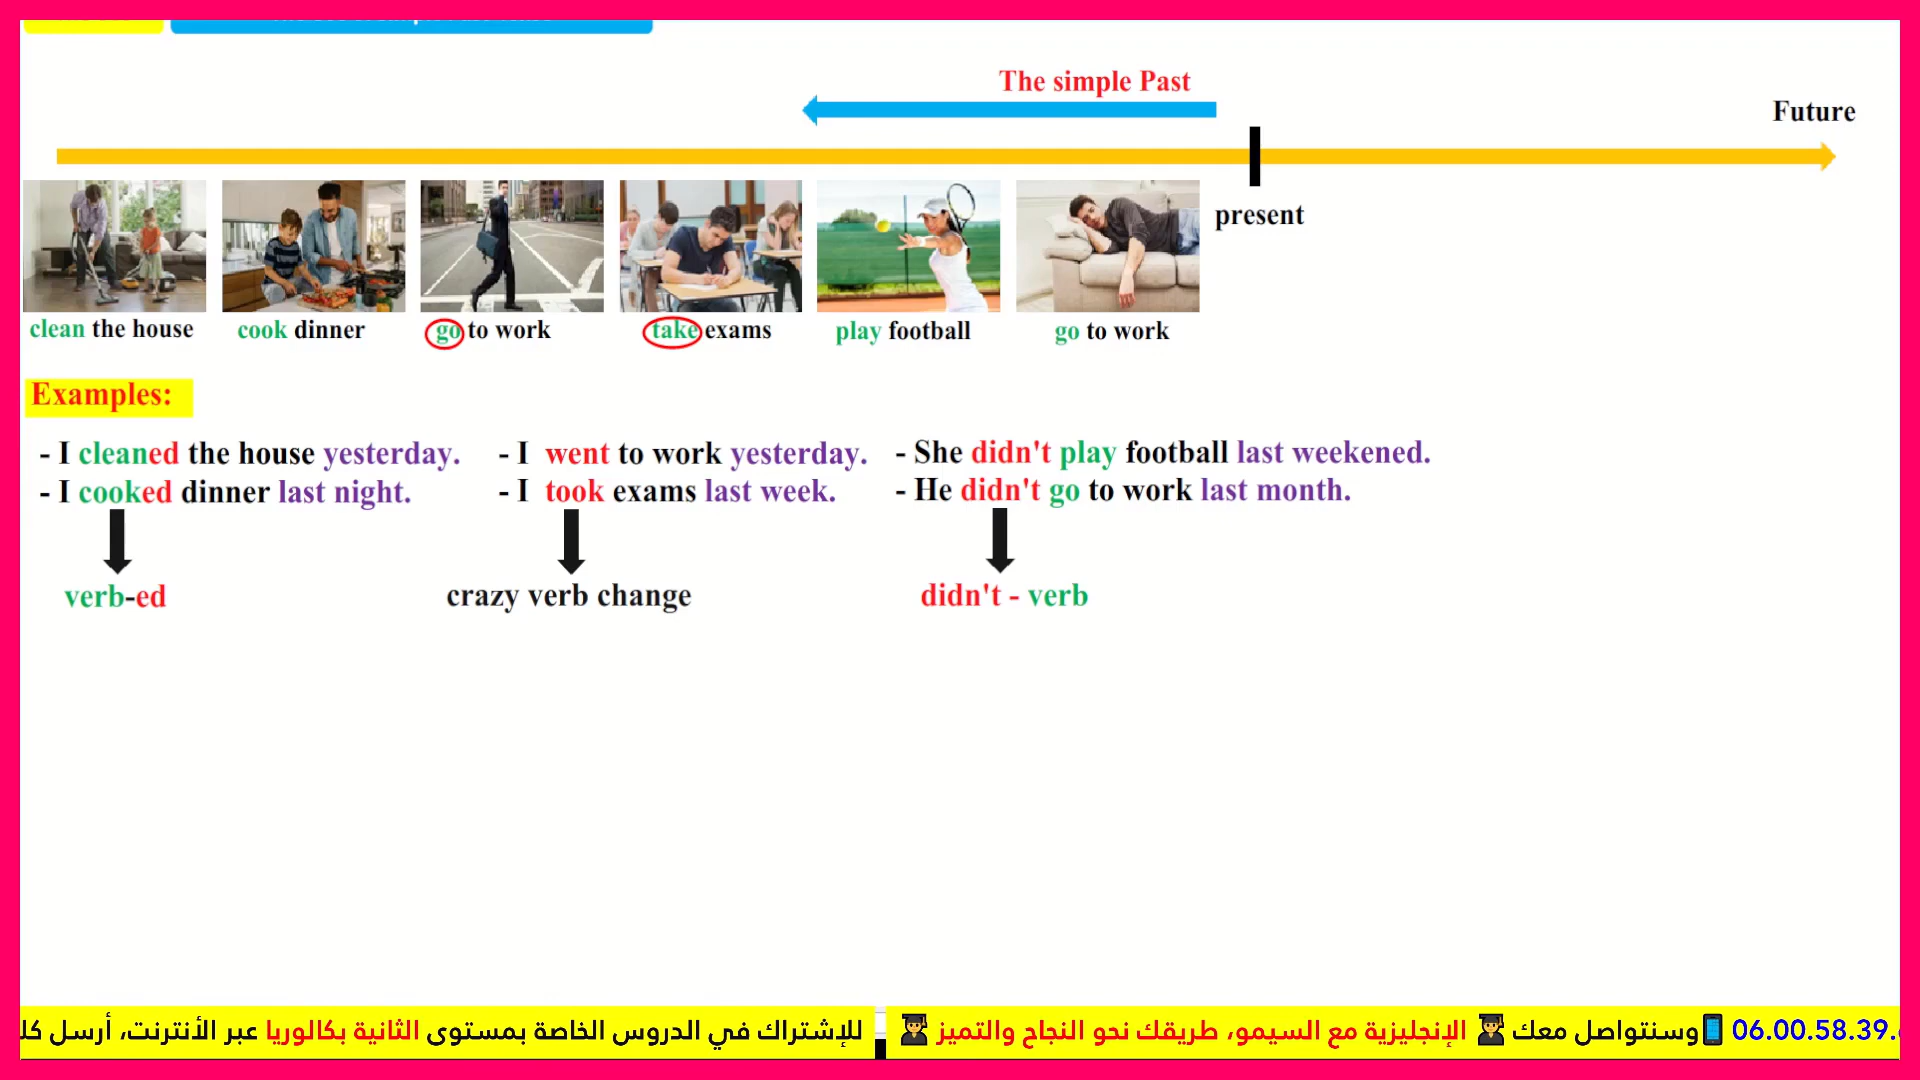 The simple Past
Future
present
clean the house
cook dinner
go to work
take exams
play football
go to work
Examples:
- I cleaned the house yesterday.
- I cooked dinner last night.
verb-ed
- I went to work yesterday.
- I took exams last week.
crazy verb change
- She didn't play football last weekened.
- He didn't go to work last month.
didn't - verb
للإشتراك في الدروس الخاصة بمستوى الثانية بكالوريا عبر الأنترنت، أرسل
06.00.58.39. وسنتواصل معك الإنجليزية مع السيمو، طريقك نحو النجاح والتميز